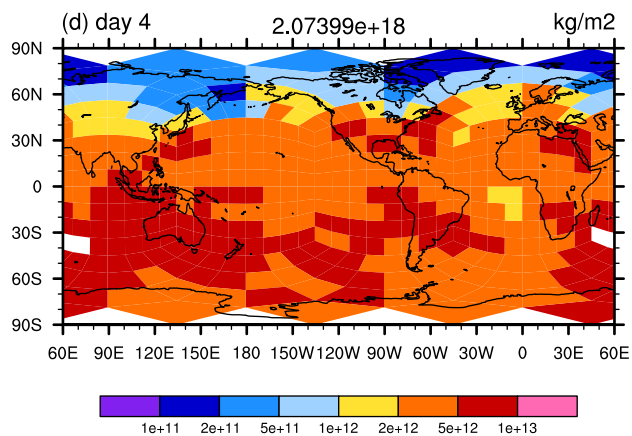 (d) day 4 2.07399e+18 kg/m2
90N
60N
30N
0
30S
60S
90S
60E 90E 120E 150E 180 150W 120W 90W 60W 30W 0 30E 60E
1e+11 2e+11 5e+11 1e+12 2e+12 5e+12 1e+13